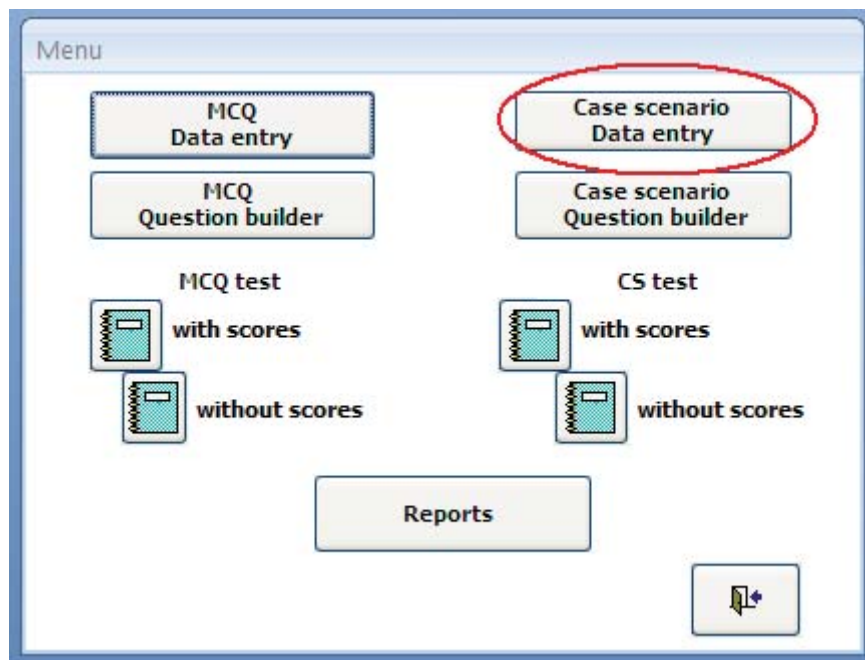 Menu
MCQ
Data entry
Case scenario
Data entry
MCQ
Question builder
Case scenario
Question builder
MCQ test
CS test
with scores
with scores
without scores
without scores
Reports